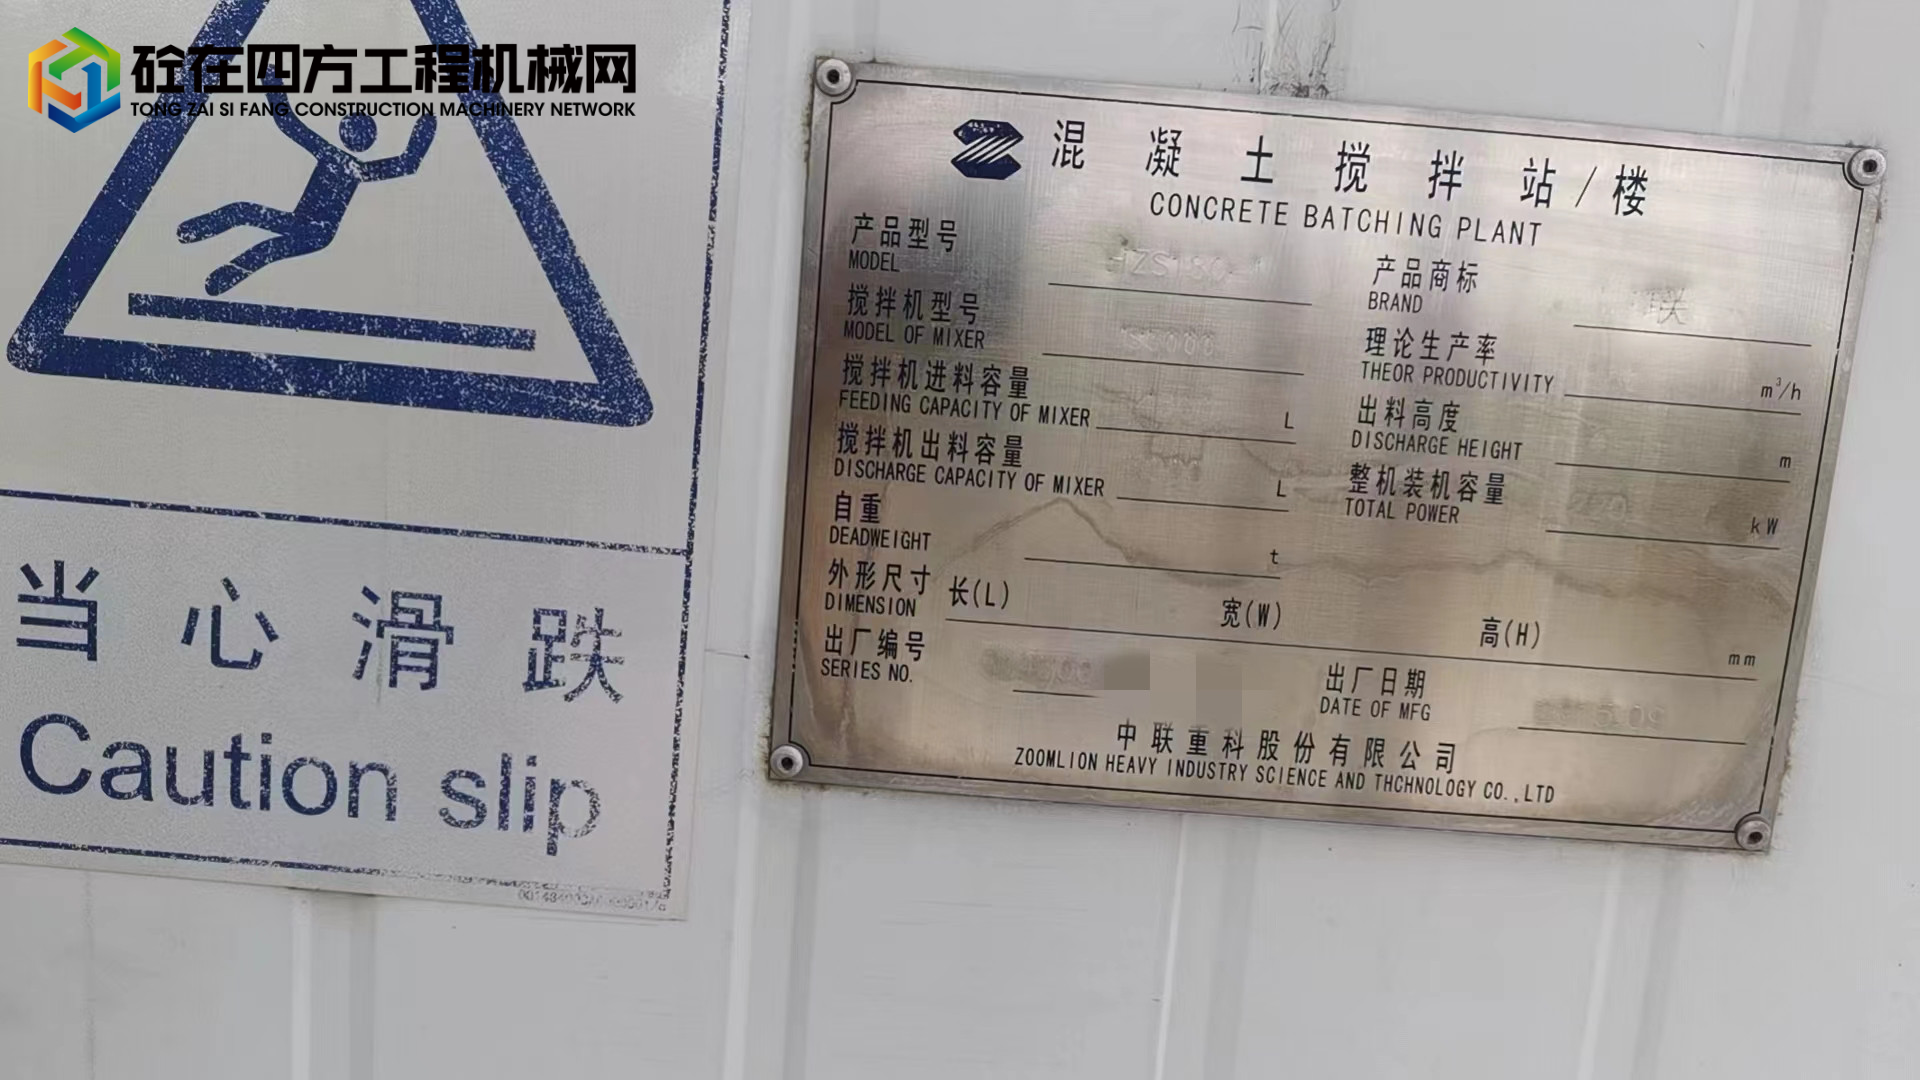 砼在四方工程机械网
TONG ZAI SI FANG CONSTRUCTION MACHINERY NETWORK
当心滑跌
Caution slip
混凝土搅拌站/楼
CONCRETE BATCHING PLANT
产品型号
MODEL
产品商标
BRAND
联
搅拌机型号
MODEL OF MIXER
理论生产率
THEOR PRODUCTIVITY m³/h
搅拌机进料容量
FEEDING CAPACITY OF MIXER L
出料高度
DISCHARGE HEIGHT m
搅拌机出料容量
DISCHARGE CAPACITY OF MIXER L
整机装机容量
TOTAL POWER kW
自重
DEADWEIGHT t
外形尺寸
DIMENSION 长(L) 宽(W) 高(H) mm
出厂编号
SERIES NO.
出厂日期
DATE OF MFG
中联重科股份有限公司
ZOOMLION HEAVY INDUSTRY SCIENCE AND THCHNOLOGY CO.,LTD